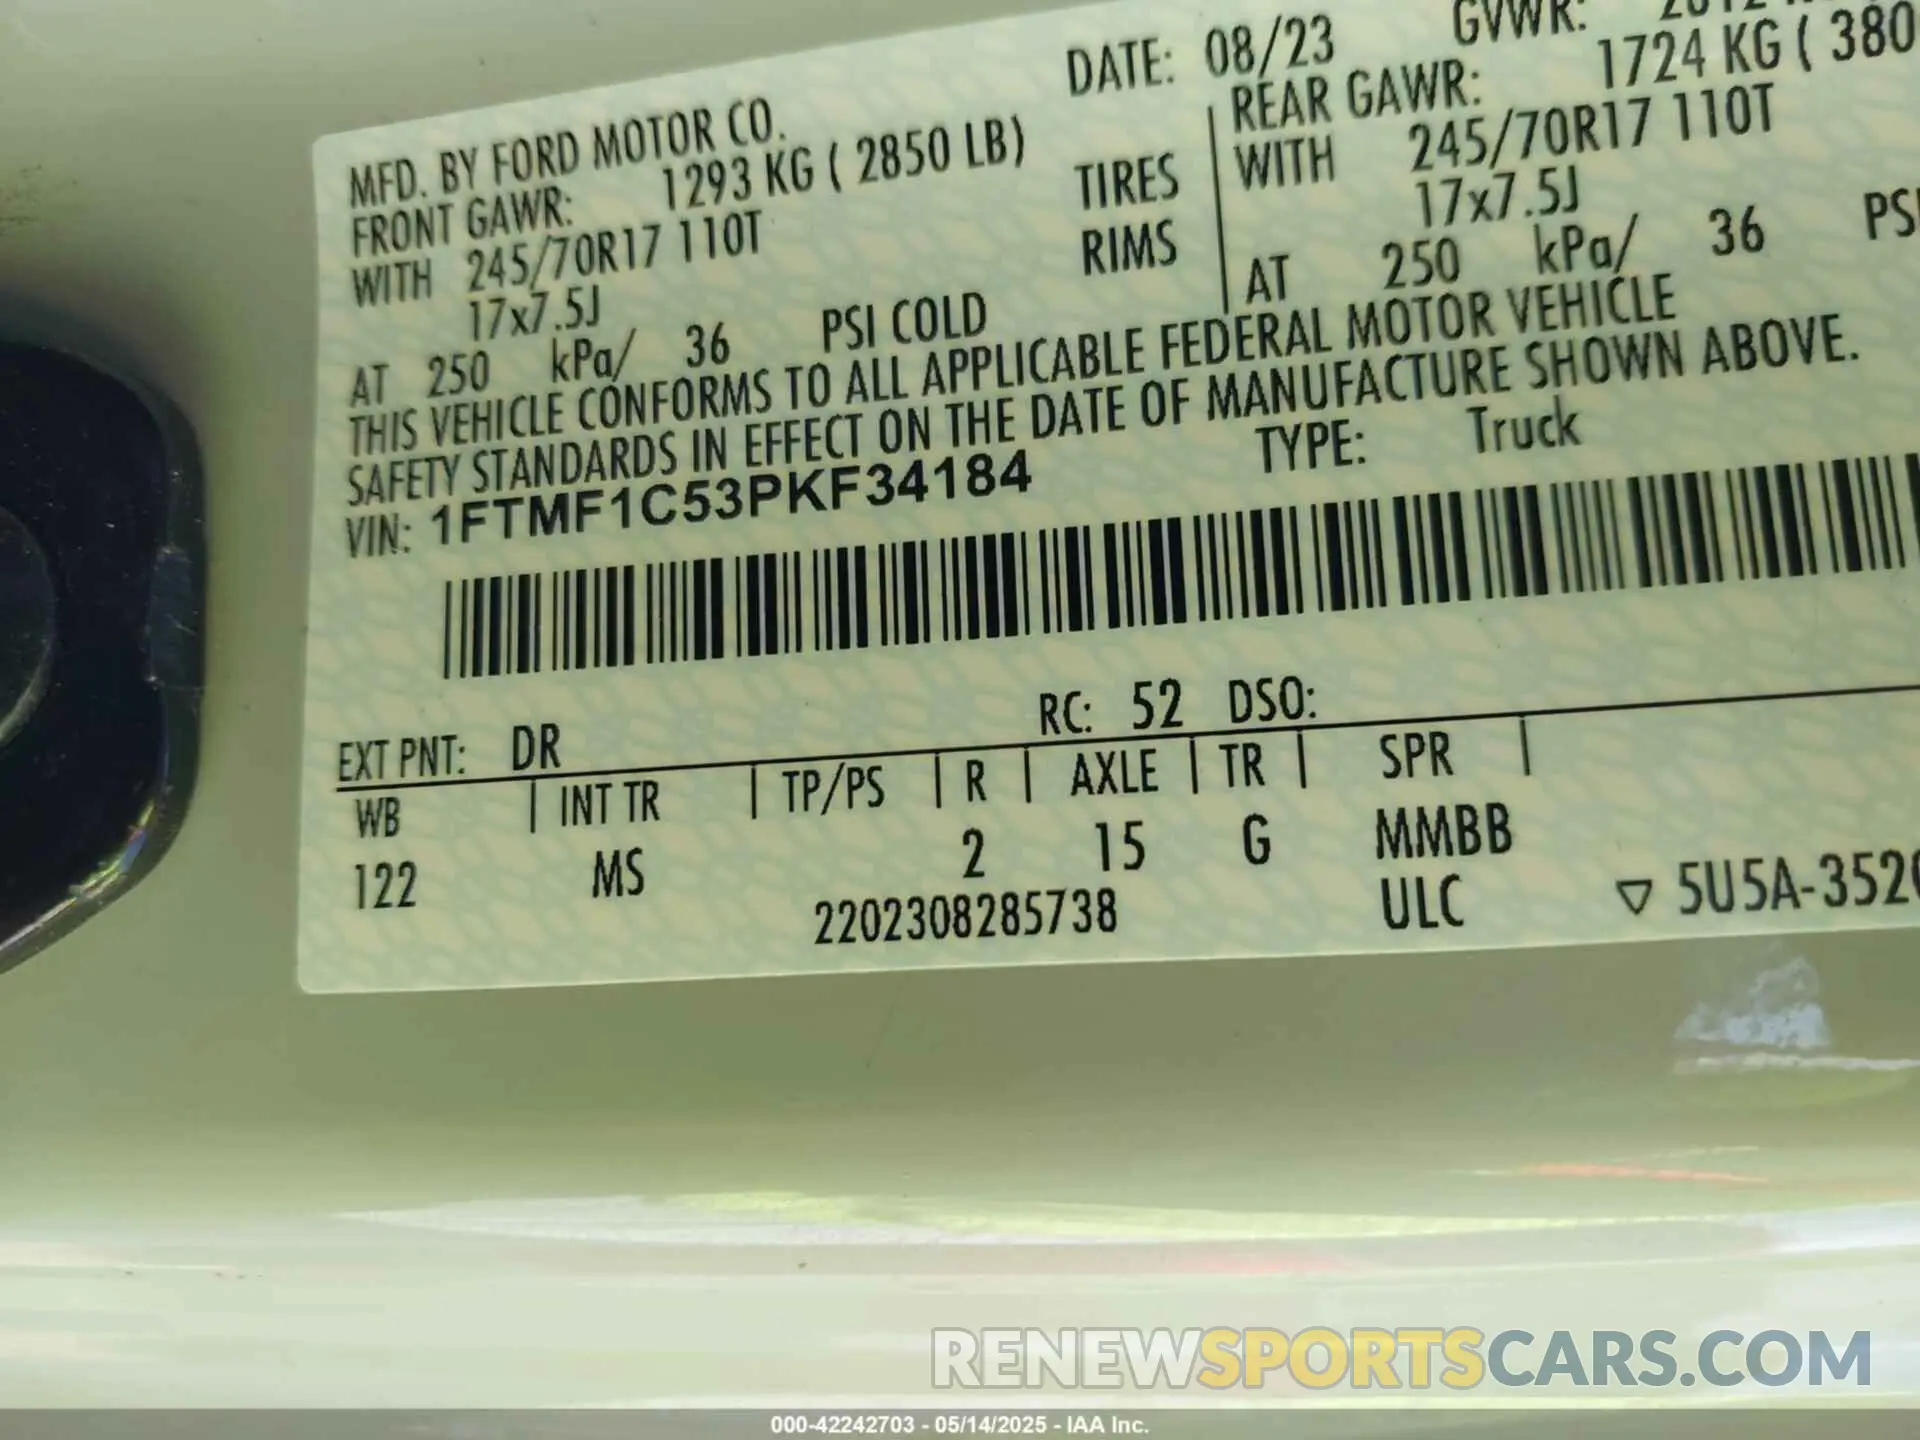 DATE: 08/23 GVWR:
MFD. BY FORD MOTOR CO.
FRONT GAWR: 1293 KG ( 2850 LB) REAR GAWR: 1724 KG ( 380
WITH 245/70R17 110T TIRES WITH 245/70R17 110T
17x7.5J RIMS 17x7.5J
AT 250 kPa/ 36 PSI COLD AT 250 kPa/ 36 PSI
THIS VEHICLE CONFORMS TO ALL APPLICABLE FEDERAL MOTOR VEHICLE
SAFETY STANDARDS IN EFFECT ON THE DATE OF MANUFACTURE SHOWN ABOVE.
VIN: 1FTMF1C53PKF34184 TYPE: Truck
EXT PNT: DR RC: 52 DSO:
WB | INT TR | TP/PS | R | AXLE | TR | SPR |
122 MS 2 15 G MMBB
2202308285738 ULC ▽ 5U5A-3520
RENEWSPORTSCARS.COM
000-42242703 - 05/14/2025 - IAA Inc.